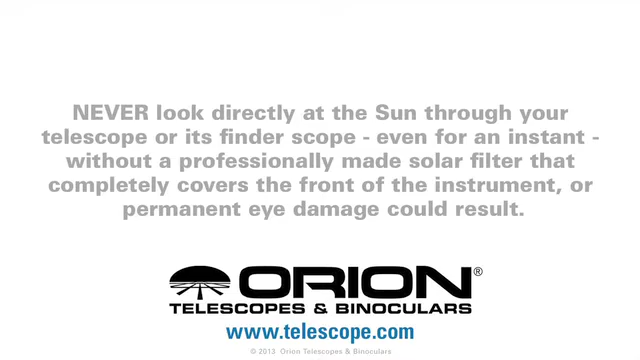 NEVER look directly at the Sun through your
telescope or its finder scope - even for an instant -
without a professionally made solar filter that
completely covers the front of the instrument, or
permanent eye damage could result.
ORION®
TELESCOPES & BINOCULARS
www.telescope.com
© 2013 Orion Telescopes & Binoculars